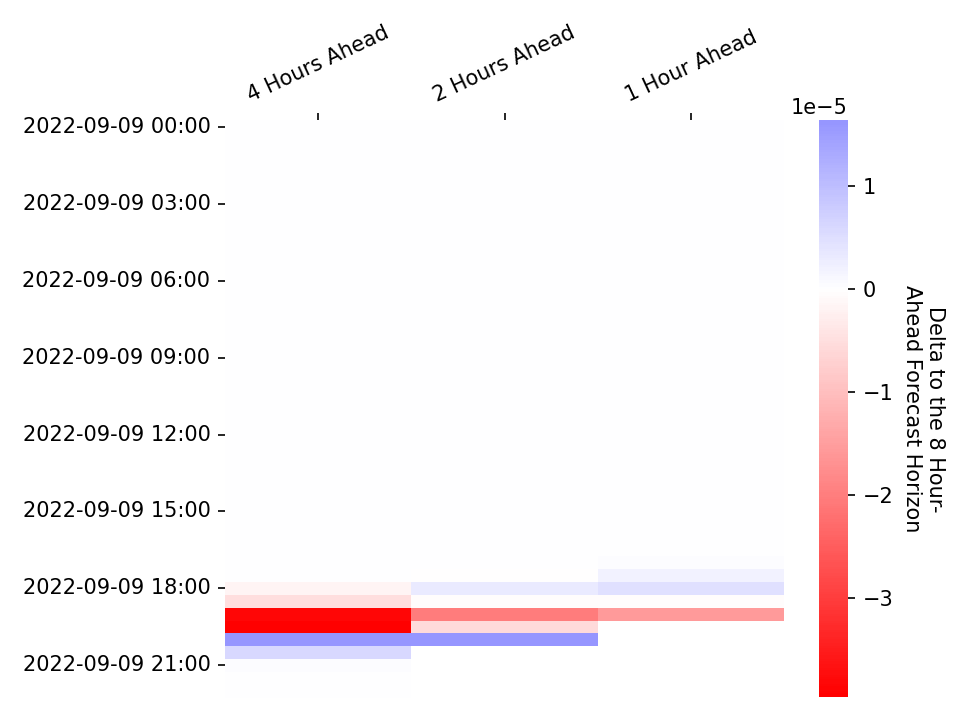 4 Hours Ahead
2 Hours Ahead
1 Hour Ahead
1e−5
2022-09-09 00:00
2022-09-09 03:00
2022-09-09 06:00
2022-09-09 09:00
2022-09-09 12:00
2022-09-09 15:00
2022-09-09 18:00
2022-09-09 21:00
1
0
−1
−2
−3
Delta to the 8 Hour-
Ahead Forecast Horizon